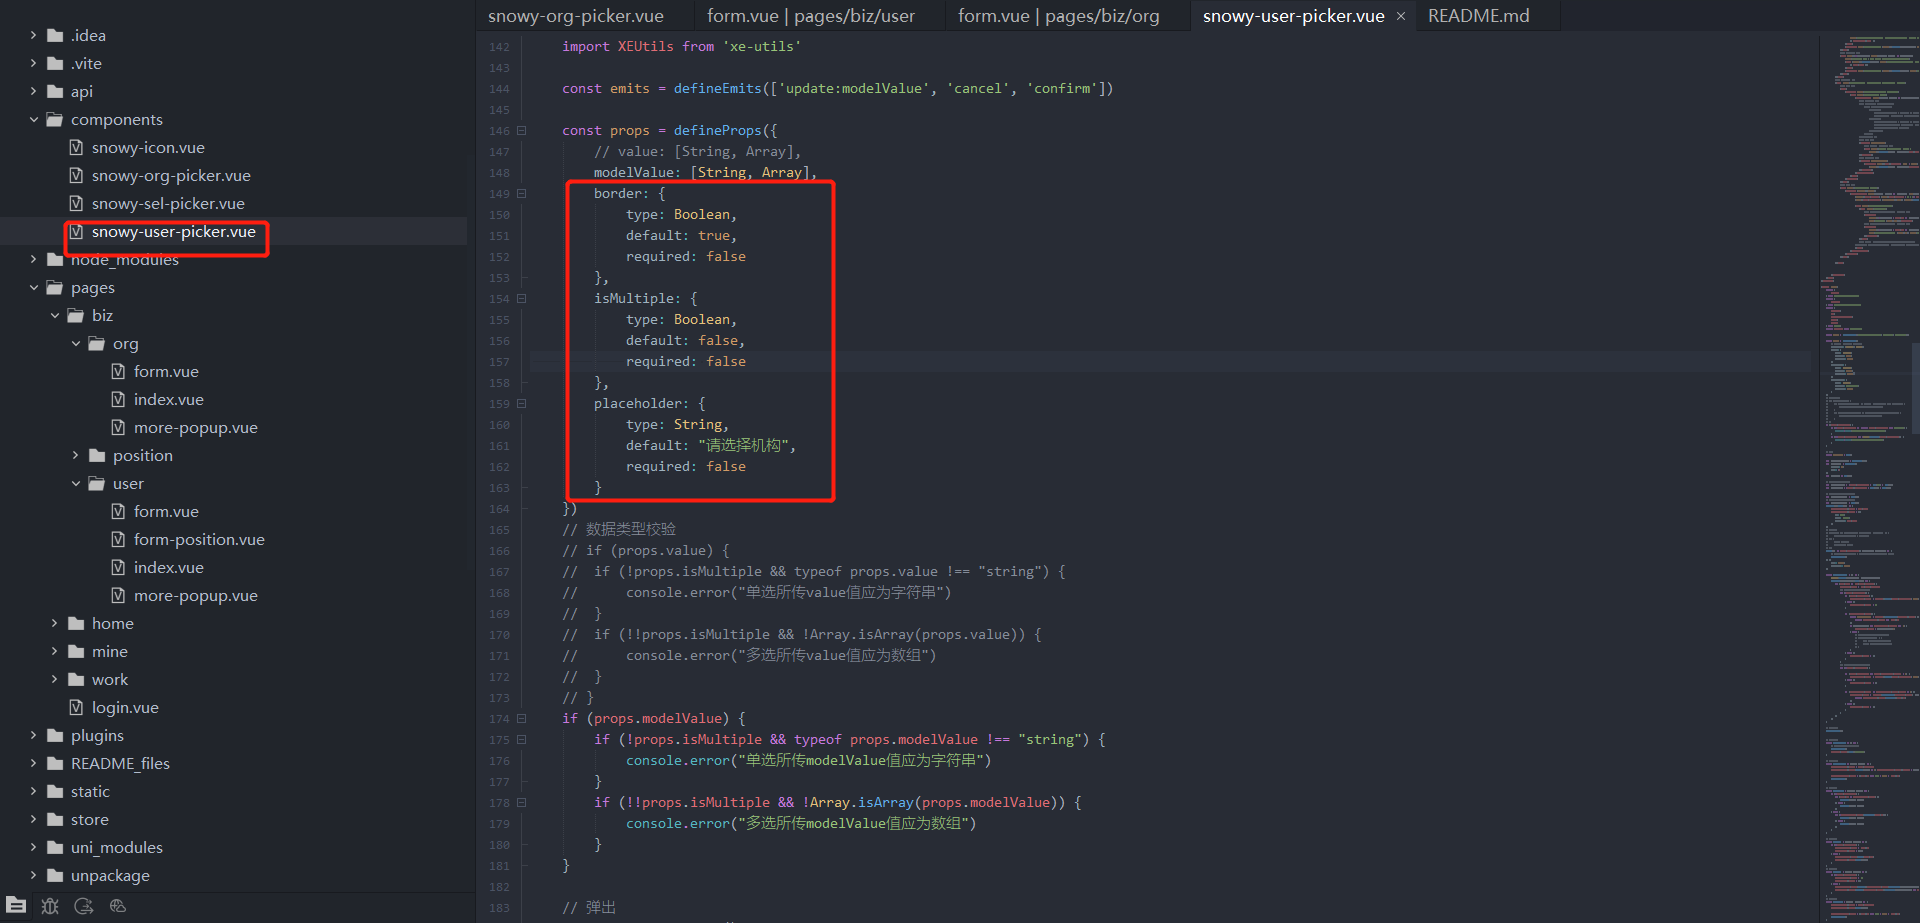 snowy-org-picker.vue
form.vue | pages/biz/user
form.vue | pages/biz/org
snowy-user-picker.vue ×
README.md
.idea
.vite
api
components
snowy-icon.vue
snowy-org-picker.vue
snowy-sel-picker.vue
snowy-user-picker.vue
node_modules
pages
biz
org
form.vue
index.vue
more-popup.vue
position
user
form.vue
form-position.vue
index.vue
more-popup.vue
home
mine
work
login.vue
plugins
README_files
static
store
uni_modules
unpackage
142 import XEUtils from 'xe-utils'
143
144 const emits = defineEmits(['update:modelValue', 'cancel', 'confirm'])
145
146 const props = defineProps({
147 // value: [String, Array],
148 modelValue: [String, Array],
149 border: {
150 type: Boolean,
151 default: true,
152 required: false
153 },
154 isMultiple: {
155 type: Boolean,
156 default: false,
157 required: false
158 },
159 placeholder: {
160 type: String,
161 default: "请选择机构",
162 required: false
163 }
164 })
165 // 数据类型校验
166 // if (props.value) {
167 // if (!props.isMultiple && typeof props.value !== "string") {
168 // console.error("单选所传value值应为字符串")
169 // }
170 // if (!!props.isMultiple && !Array.isArray(props.value)) {
171 // console.error("多选所传value值应为数组")
172 // }
173 // }
174 if (props.modelValue) {
175 if (!props.isMultiple && typeof props.modelValue !== "string") {
176 console.error("单选所传modelValue值应为字符串")
177 }
178 if (!!props.isMultiple && !Array.isArray(props.modelValue)) {
179 console.error("多选所传modelValue值应为数组")
180 }
181 }
182
183 // 弹出